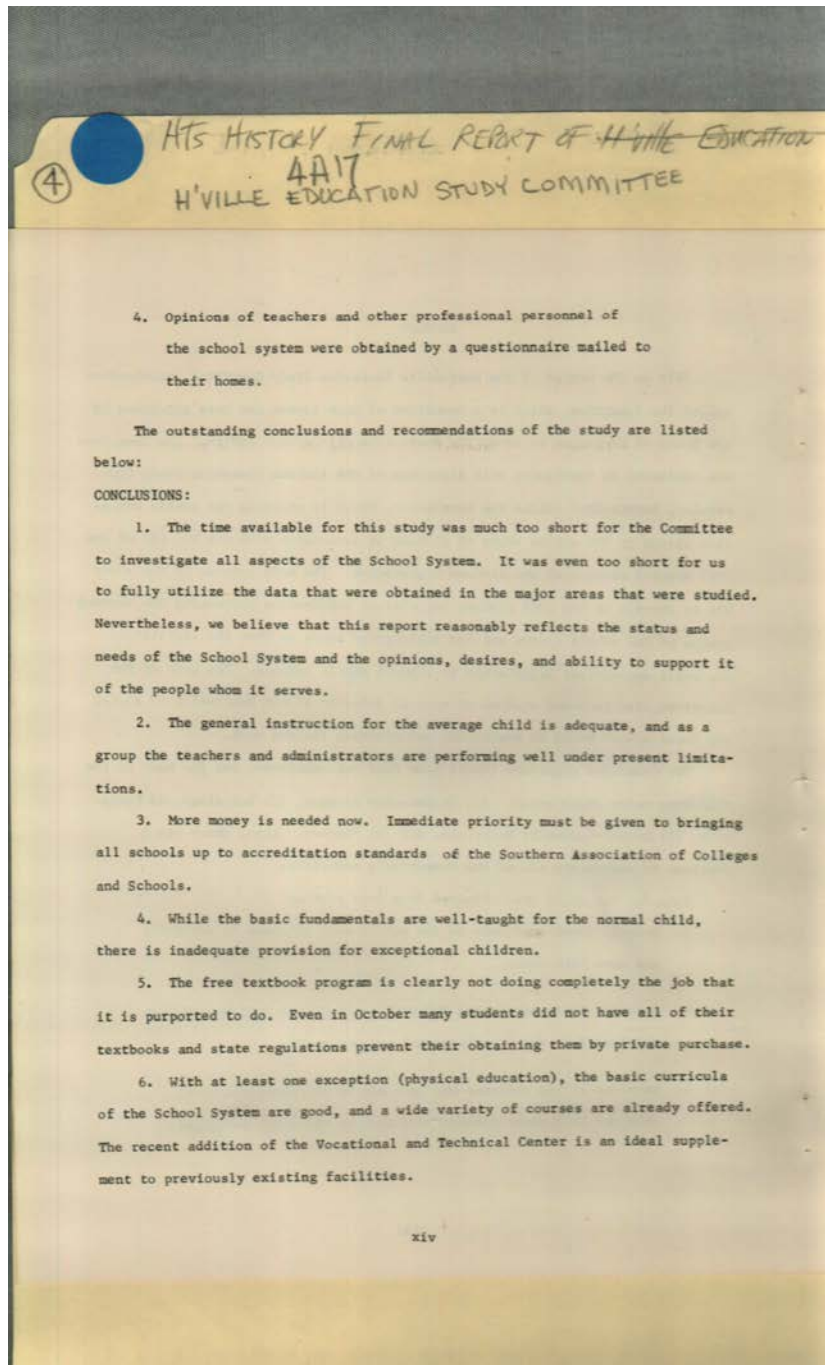 HTS HISTORY FINAL REPORT OF H'ville EDUCATION
4
4A17
H'VILLE EDUCATION STUDY COMMITTEE
4. Opinions of teachers and other professional personnel of
the school system were obtained by a questionnaire mailed to
their homes.
The outstanding conclusions and recommendations of the study are listed
below:
CONCLUSIONS:
1. The time available for this study was much too short for the Committee
to investigate all aspects of the School System. It was even too short for us
to fully utilize the data that were obtained in the major areas that were studied.
Nevertheless, we believe that this report reasonably reflects the status and
needs of the School System and the opinions, desires, and ability to support it
of the people whom it serves.
2. The general instruction for the average child is adequate, and as a
group the teachers and administrators are performing well under present limita-
tions.
3. More money is needed now. Immediate priority must be given to bringing
all schools up to accreditation standards of the Southern Association of Colleges
and Schools.
4. While the basic fundamentals are well-taught for the normal child,
there is inadequate provision for exceptional children.
5. The free textbook program is clearly not doing completely the job that
it is purported to do. Even in October many students did not have all of their
textbooks and state regulations prevent their obtaining them by private purchase.
6. With at least one exception (physical education), the basic curricula
of the School System are good, and a wide variety of courses are already offered.
The recent addition of the Vocational and Technical Center is an ideal supple-
ment to previously existing facilities.
xiv